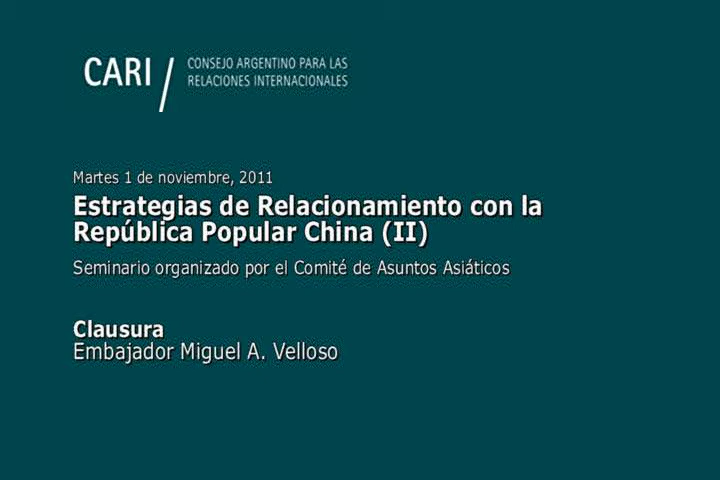 CARI/
CONSEJO ARGENTINO PARA LAS
RELACIONES INTERNACIONALES
Martes 1 de noviembre, 2011
Estrategias de Relacionamiento con la
República Popular China (II)
Seminario organizado por el Comité de Asuntos Asiáticos
Clausura
Embajador Miguel A. Velloso